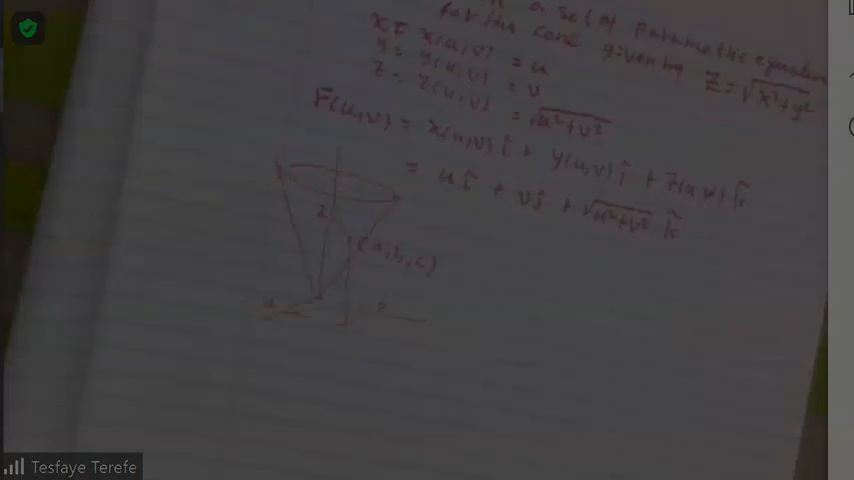 a set of parametric equation
for the cone given by z = √x²+y²
x = x(u,v) = u
y = y(u,v) = v
z = z(u,v) = √u²+v²
r̄(u,v) = x(u,v) î + y(u,v) ĵ + z(u,v) k̂
= u î + v ĵ + √u²+v² k̂
z
(a,b,c)
a
Tesfaye Terefe